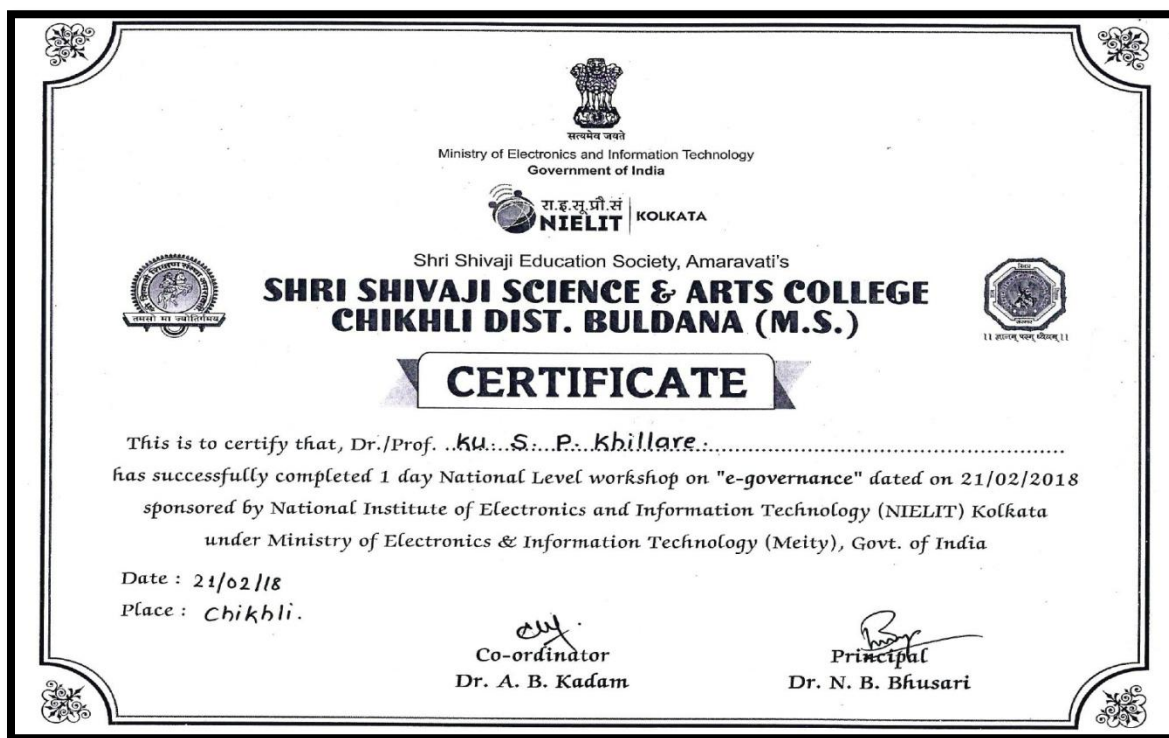 सत्यमेव जयते
Ministry of Electronics and Information Technology
Government of India
रा.इ.सू.प्रौ.सं
NIELIT KOLKATA
Shri Shivaji Education Society, Amaravati's
SHRI SHIVAJI SCIENCE & ARTS COLLEGE
CHIKHLI DIST. BULDANA (M.S.)
तमसो मा ज्योतिर्गमय
CERTIFICATE
This is to certify that, Dr./Prof. Ku. S. P. Khillare.
has successfully completed 1 day National Level workshop on "e-governance" dated on 21/02/2018
sponsored by National Institute of Electronics and Information Technology (NIELIT) Kolkata
under Ministry of Electronics & Information Technology (Meity), Govt. of India
Date : 21/02/18
Place : Chikhli.
Co-ordinator
Dr. A. B. Kadam
Principal
Dr. N. B. Bhusari